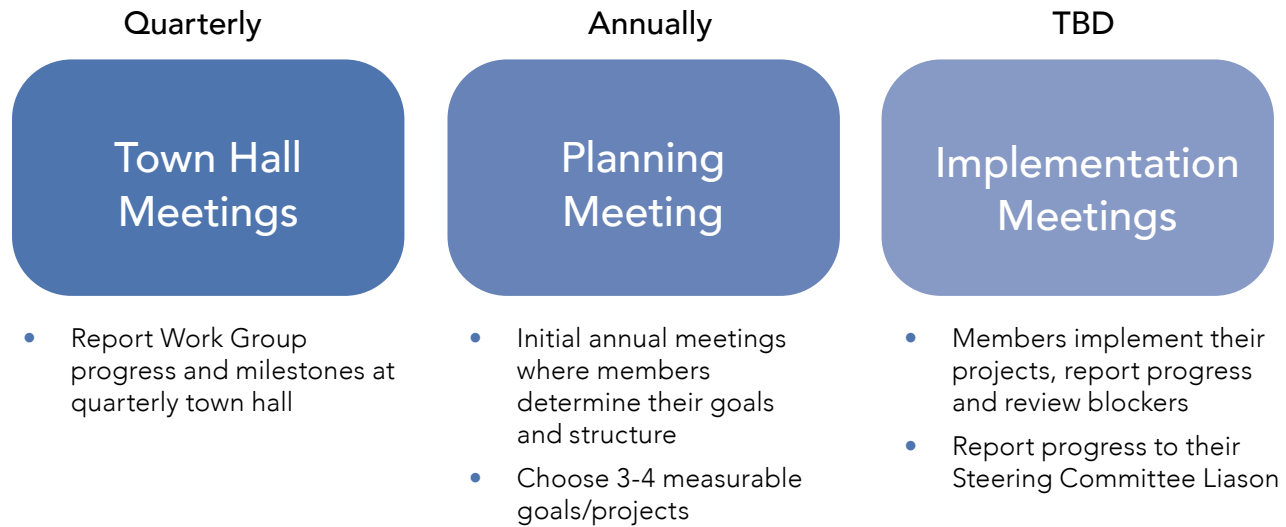 Quarterly
Town Hall
Meetings
• Report Work Group
progress and milestones at
quarterly town hall
Annually
Planning
Meeting
• Initial annual meetings
where members
determine their goals
and structure
• Choose 3-4 measurable
goals/projects
TBD
Implementation
Meetings
• Members implement their
projects, report progress
and review blockers
• Report progress to their
Steering Committee Liason